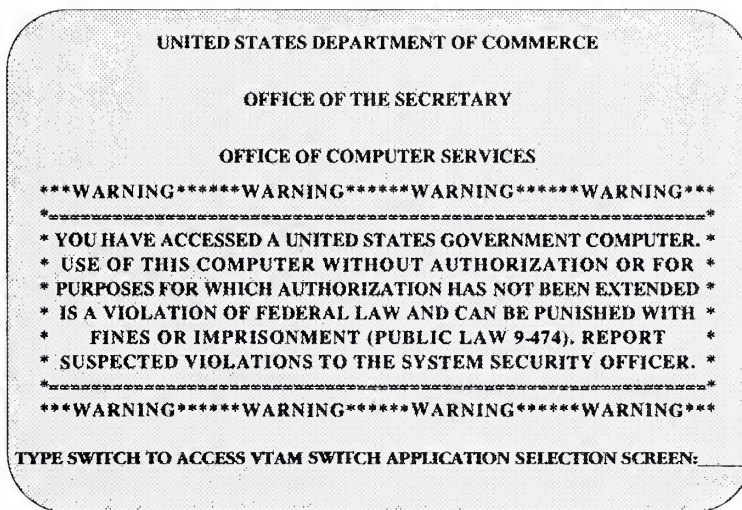 UNITED STATES DEPARTMENT OF COMMERCE
OFFICE OF THE SECRETARY
OFFICE OF COMPUTER SERVICES
***WARNING******WARNING******WARNING******WARNING***
*==============================================================*
* YOU HAVE ACCESSED A UNITED STATES GOVERNMENT COMPUTER. *
* USE OF THIS COMPUTER WITHOUT AUTHORIZATION OR FOR *
* PURPOSES FOR WHICH AUTHORIZATION HAS NOT BEEN EXTENDED
* IS A VIOLATION OF FEDERAL LAW AND CAN BE PUNISHED WITH *
* FINES OR IMPRISONMENT (PUBLIC LAW 9-474). REPORT *
* SUSPECTED VIOLATIONS TO THE SYSTEM SECURITY OFFICER. *
*==============================================================*
***WARNING******WARNING******WARNING******WARNING***
TYPE SWITCH TO ACCESS VTAM SWITCH APPLICATION SELECTION SCREEN:_____